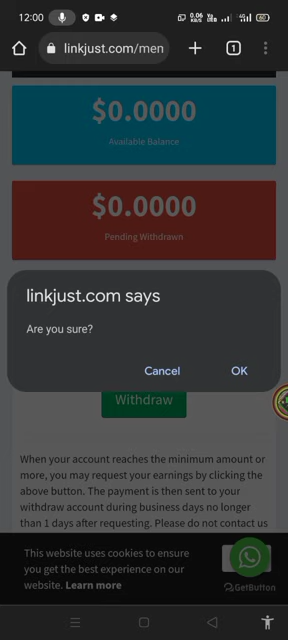 12:00
0.06
KB/S
60
linkjust.com/men
1
$0.0000
Available Balance
$0.0000
Pending Withdrawn
linkjust.com says
Are you sure?
Cancel
OK
Withdraw
When your account reaches the minimum amount or
more, you may request your earnings by clicking the
above button. The payment is then sent to your
withdraw account during business days no longer
than 1 days after requesting. Please do not contact us
This website uses cookies to ensure
you get the best experience on our
website. Learn more
GetButton